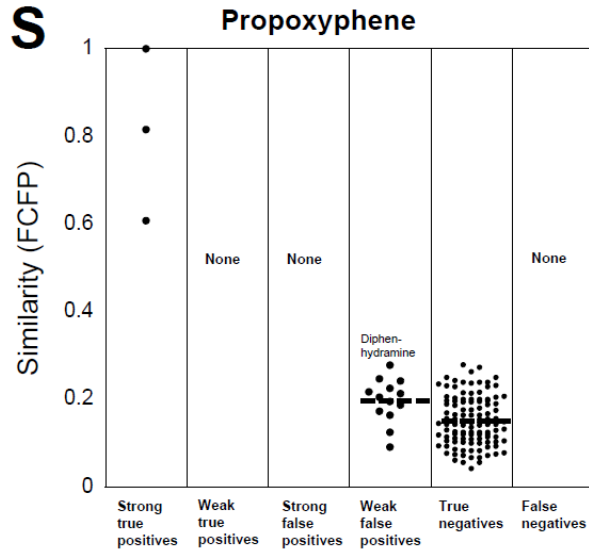 S
Propoxyphene
Similarity (FCFP)
1
0.8
0.6
0.4
0.2
0
None
None
None
Diphen-
hydramine
Strong
true
positives
Weak
true
positives
Strong
false
positives
Weak
false
positives
True
negatives
False
negatives